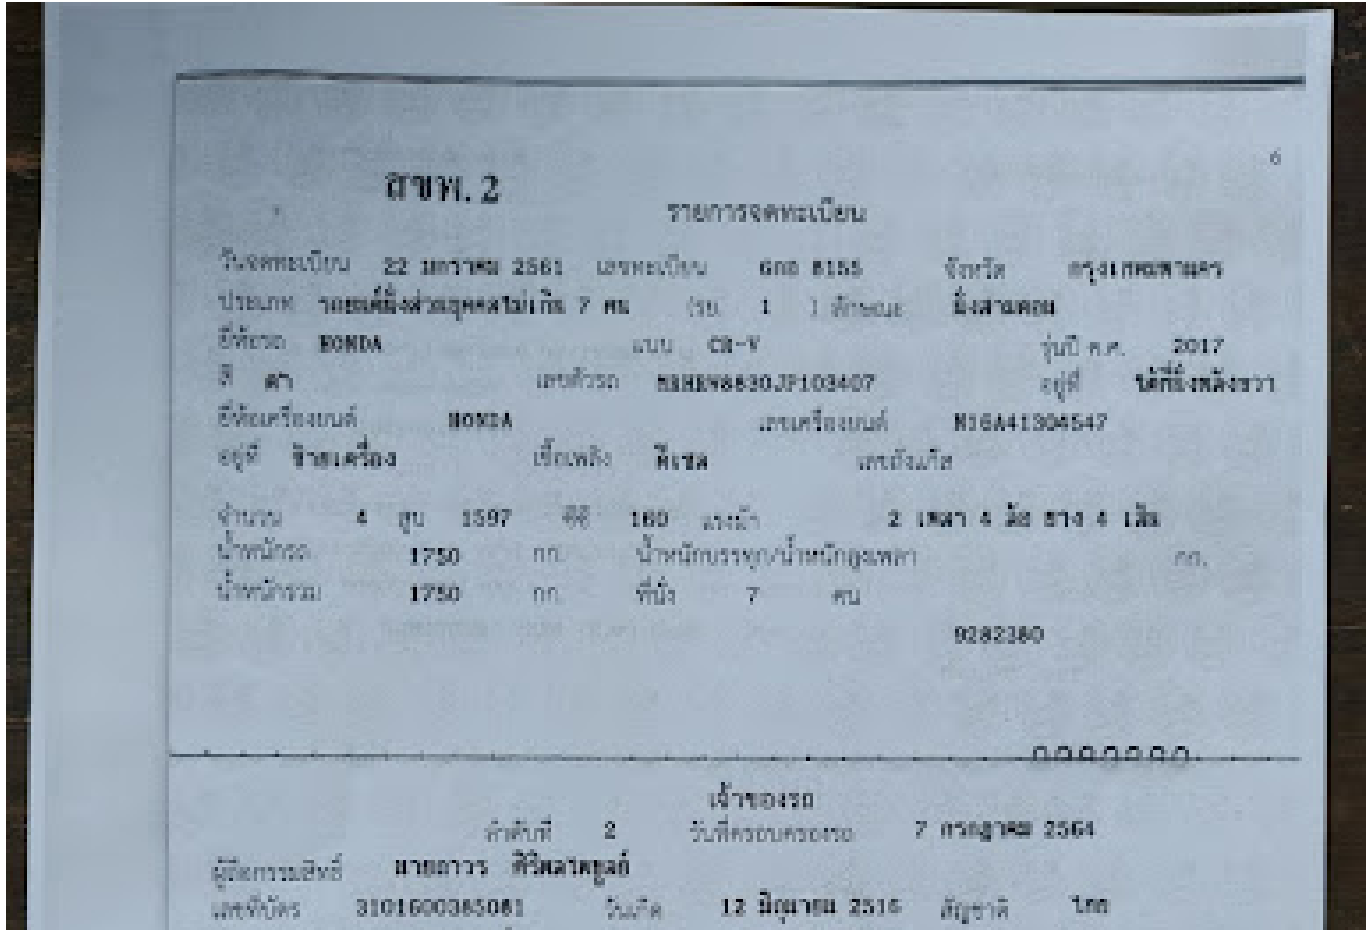 6
สขพ. 2
รายการจดทะเบียน
วันจดทะเบียน 22 มกราคม 2561 เลขทะเบียน 8155 จังหวัด กรุงเทพมหานคร
ประเภท รถยนต์นั่งส่วนบุคคลไม่เกิน 7 คน (รย. 1 ) ลักษณะ นั่งสามตอน
ยี่ห้อรถ HONDA แบบ CR-V รุ่นปี ค.ศ. 2017
สี ดำ เลขตัวรถ อยู่ที่ ใต้ที่นั่งหลังขวา
ยี่ห้อเครื่องยนต์ HONDA เลขเครื่องยนต์ N16A41304547
อยู่ที่ ซ้ายเครื่อง เชื้อเพลิง ดีเซล เลขถังแก๊ส
จำนวน 4 สูบ 1597 ซีซี 160 แรงม้า 2 เพลา 4 ล้อ ยาง 4 เส้น
น้ำหนักรถ 1750 กก. น้ำหนักบรรทุก/น้ำหนักลงเพลา กก.
น้ำหนักรวม 1750 กก. ที่นั่ง 7 คน
9282380
เจ้าของรถ
ลำดับที่ 2 วันที่ครอบครองรถ 7 กรกฎาคม 2564
ผู้ถือกรรมสิทธิ์ นายถาวร
เลขที่บัตร 3101600385081 วันเกิด 12 มิถุนายน 2516 สัญชาติ ไทย